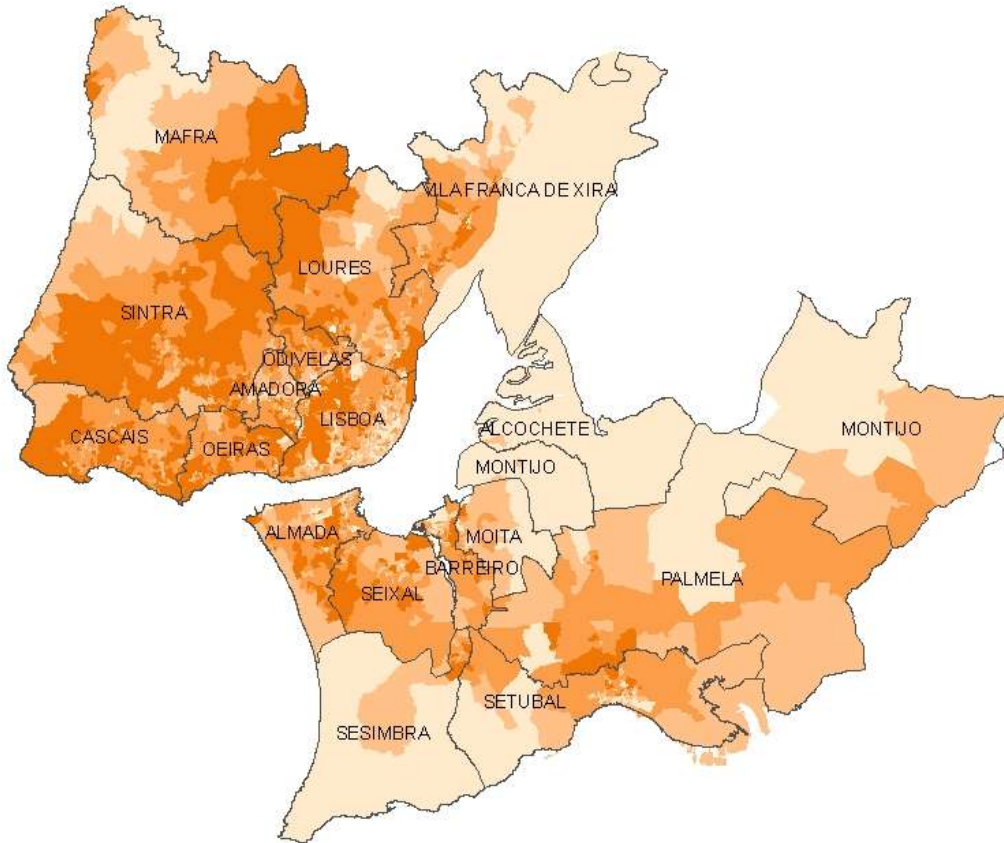 MAFRA
VILA FRANCA DE XIRA
LOURES
SINTRA
ODIVELAS
AMADORA
LISBOA
CASCAIS
OEIRAS
ALCOCHETE
MONTIJO
MONTIJO
ALMADA
MOITA
BARREIRO
SEIXAL
PALMELA
SETUBAL
SESIMBRA